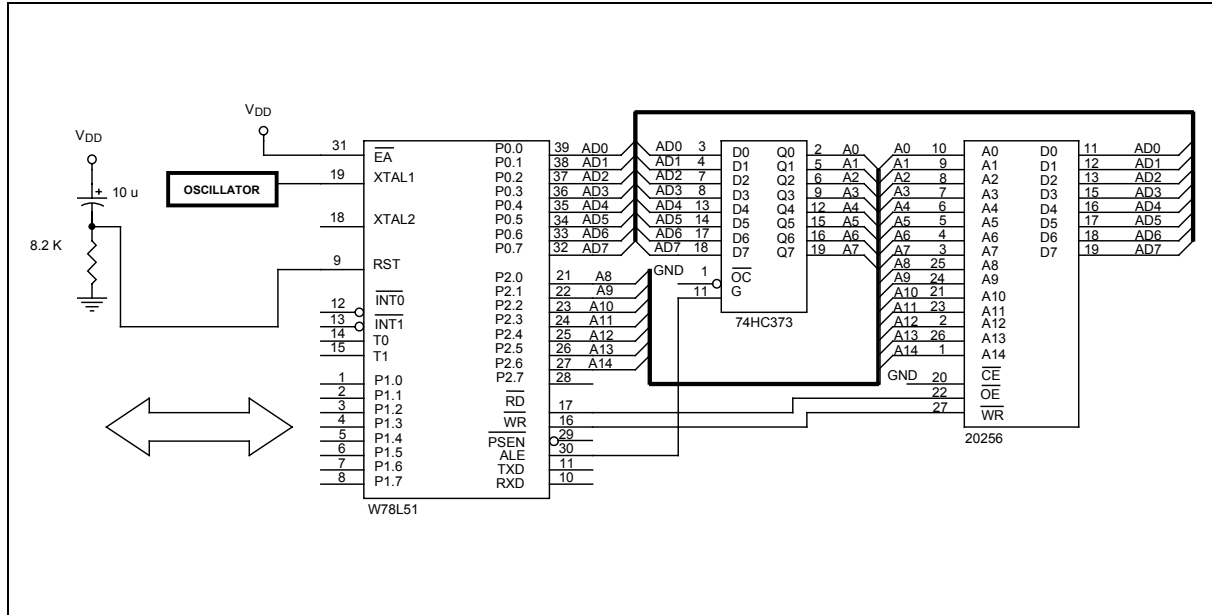 VDD
10 u
8.2 K
VDD
OSCILLATOR
31 EA
19 XTAL1
18 XTAL2
9 RST
12 INT0
13 INT1
14 T0
15 T1
1 P1.0
2 P1.1
3 P1.2
4 P1.3
5 P1.4
6 P1.5
7 P1.6
8 P1.7
P0.0 39 AD0
P0.1 38 AD1
P0.2 37 AD2
P0.3 36 AD3
P0.4 35 AD4
P0.5 34 AD5
P0.6 33 AD6
P0.7 32 AD7
P2.0 21 A8
P2.1 22 A9
P2.2 23 A10
P2.3 24 A11
P2.4 25 A12
P2.5 26 A13
P2.6 27 A14
P2.7 28
RD 17
WR 16
PSEN 29
ALE 30
TXD 11
RXD 10
W78L51
AD0 3 D0 Q0 2 A0
AD1 4 D1 Q1 5 A1
AD2 7 D2 Q2 6 A2
AD3 8 D3 Q3 9 A3
AD4 13 D4 Q4 12 A4
AD5 14 D5 Q5 15 A5
AD6 17 D6 Q6 16 A6
AD7 18 D7 Q7 19 A7
GND 1 OC
11 G
74HC373
A0 10 A0 D0 11 AD0
A1 9 A1 D1 12 AD1
A2 8 A2 D2 13 AD2
A3 7 A3 D3 15 AD3
A4 6 A4 D4 16 AD4
A5 5 A5 D5 17 AD5
A6 4 A6 D6 18 AD6
A7 3 A7 D7 19 AD7
A8 25 A8
A9 24 A9
A10 21 A10
A11 23 A11
A12 2 A12
A13 26 A13
A14 1 A14
GND 20 CE
22 OE
27 WR
20256